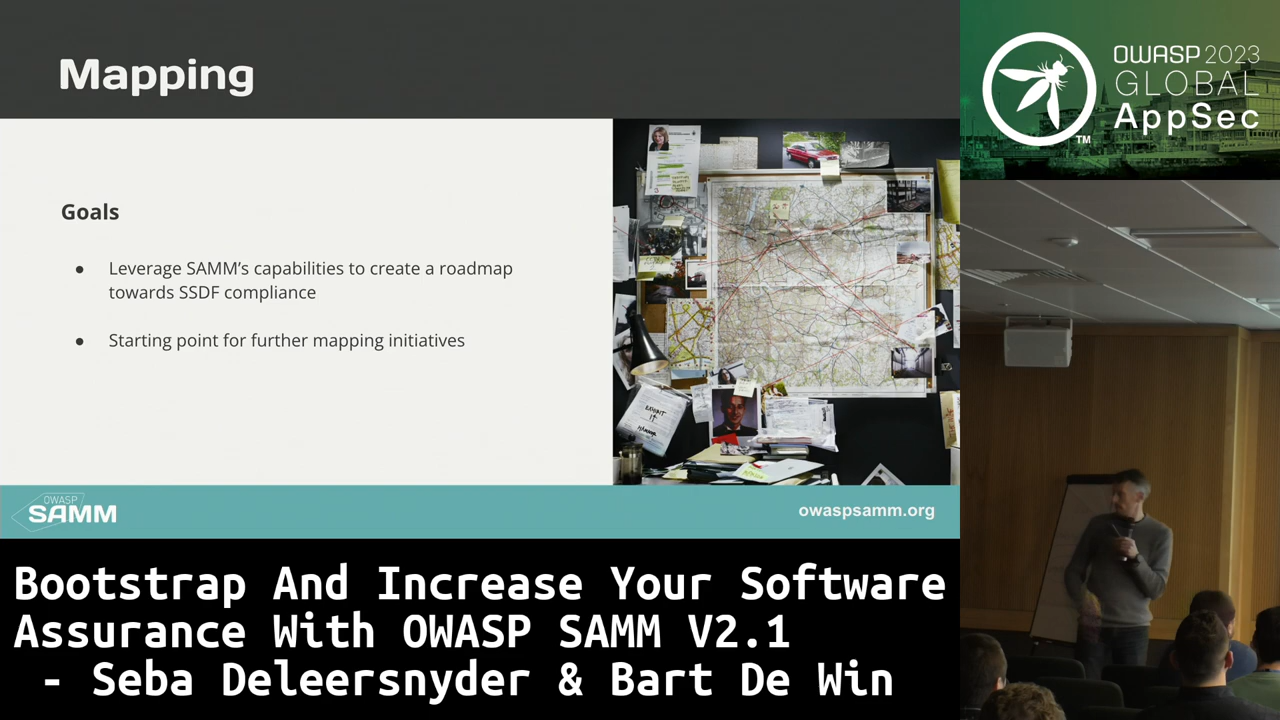 Mapping
Goals
● Leverage SAMM's capabilities to create a roadmap
towards SSDF compliance
● Starting point for further mapping initiatives
OWASP
SAMM
owaspsamm.org
OWASP 2023
GLOBAL
AppSec
TM
Bootstrap And Increase Your Software
Assurance With OWASP SAMM V2.1
- Seba Deleersnyder & Bart De Win